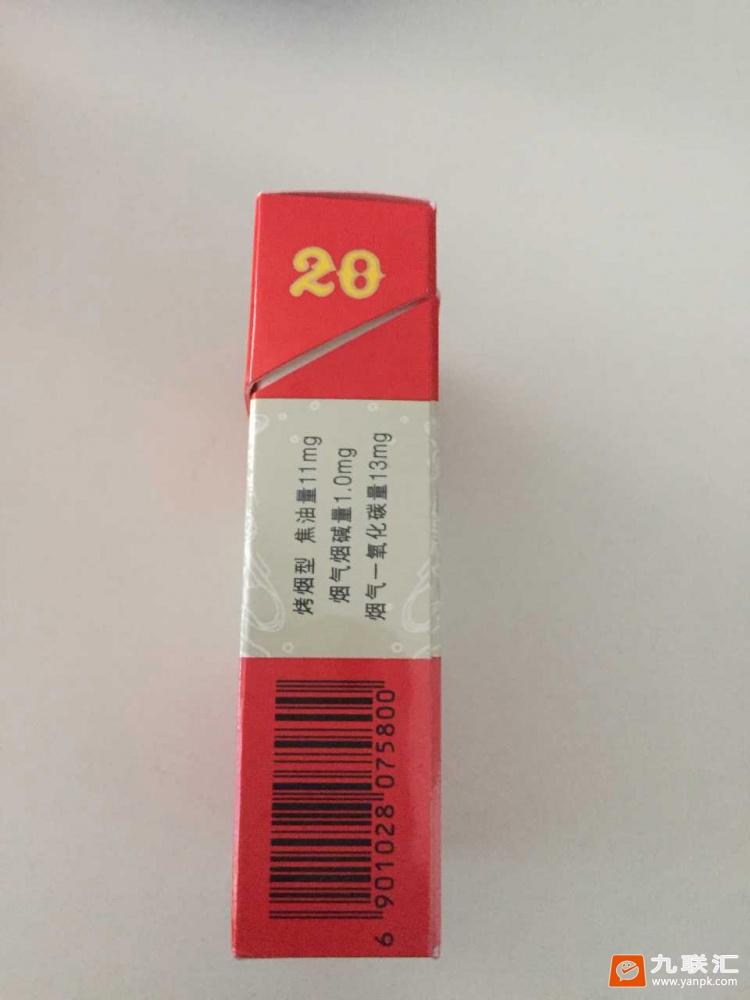 20
烤烟型 焦油量11mg
烟气烟碱量1.0mg
烟气一氧化碳量13mg
6 901028 075800
九联汇
www.yanpk.com